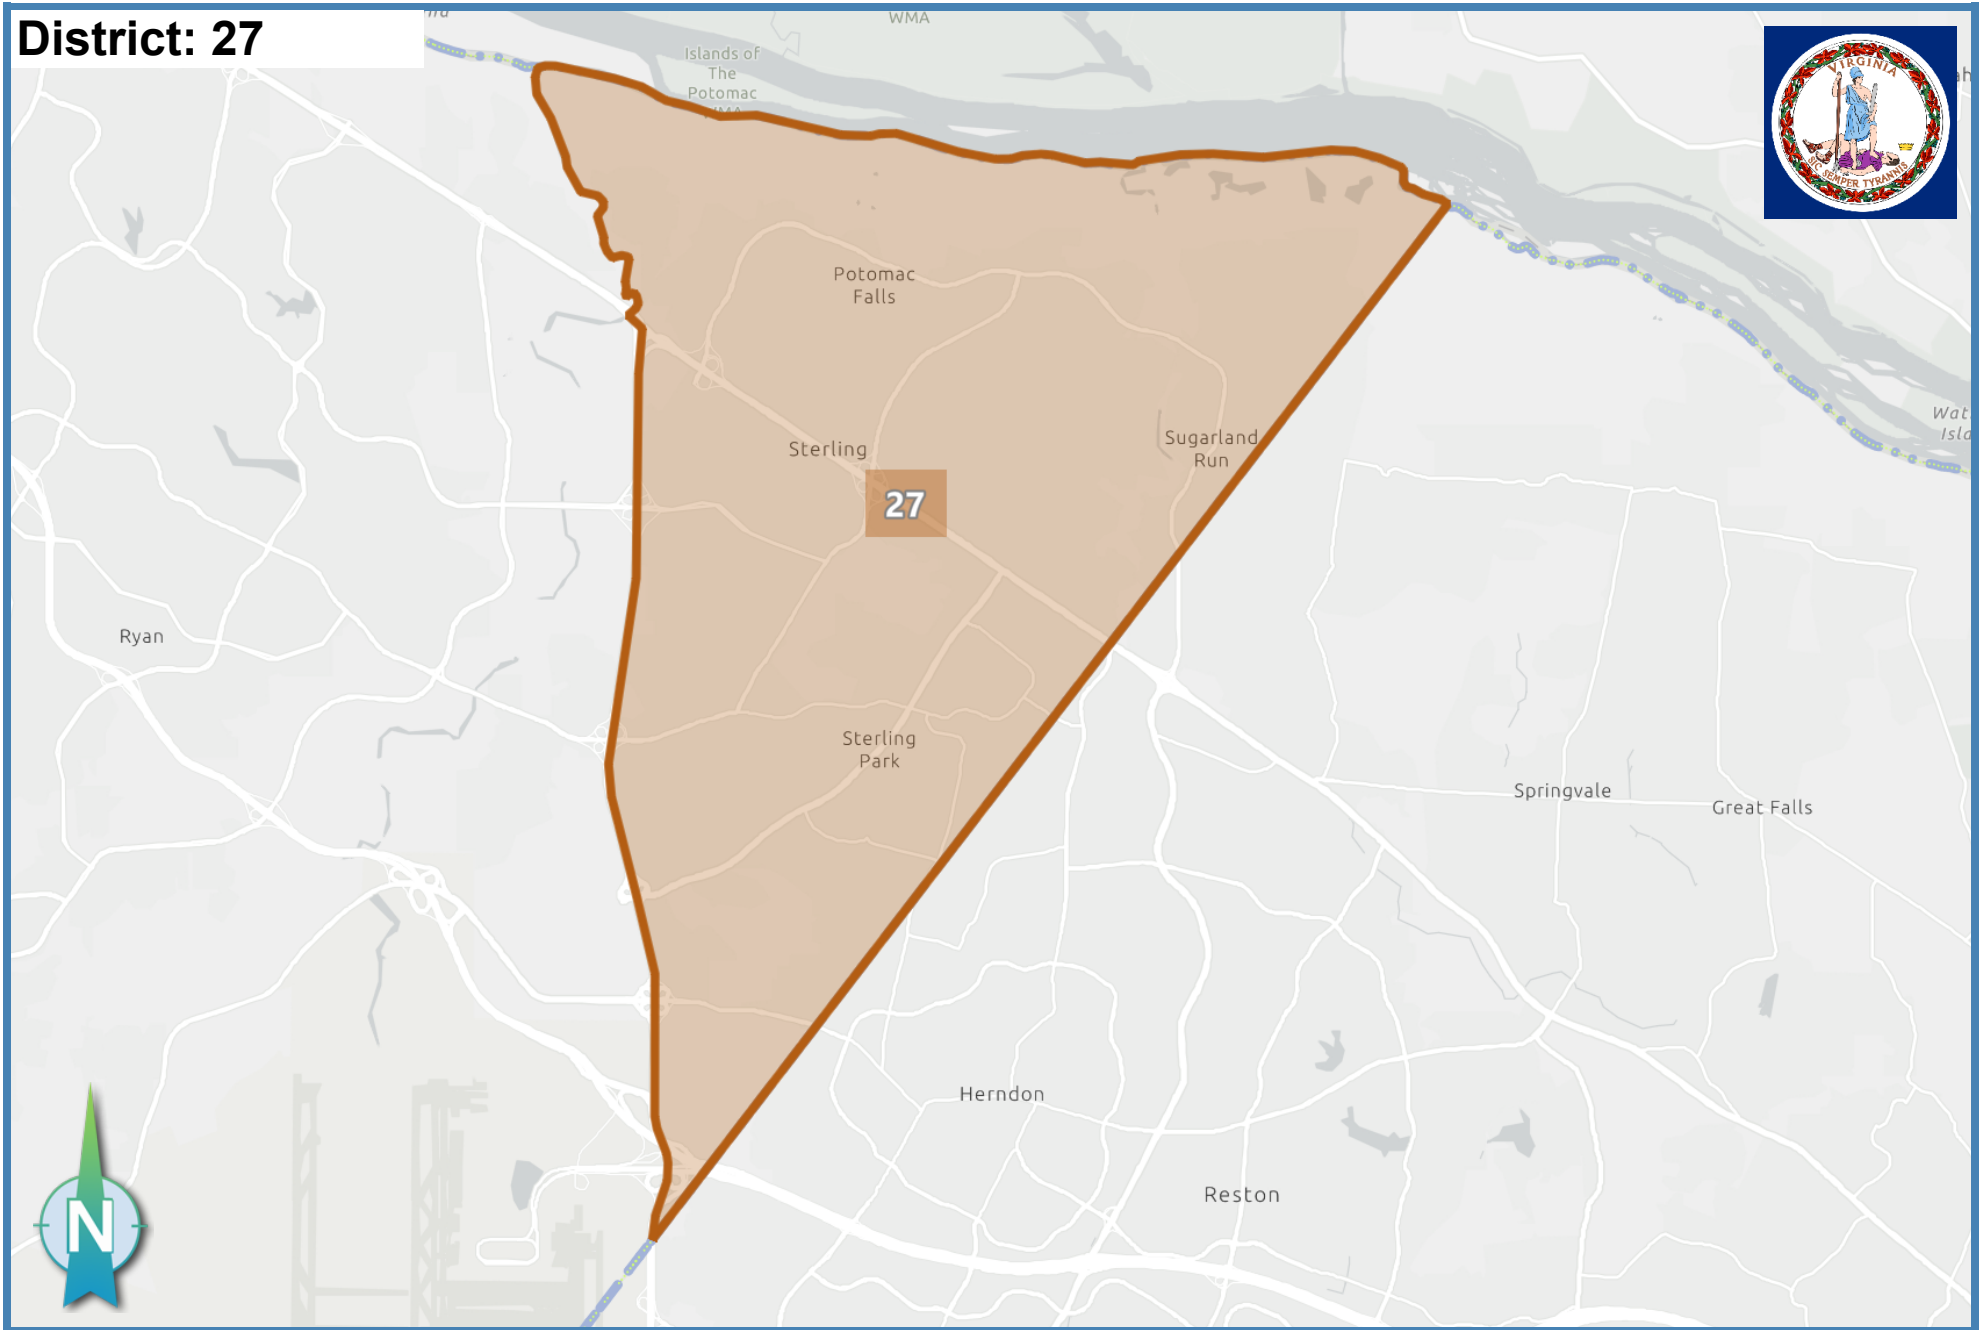 District: 27
WMA
Islands of
The
Potomac
VIRGINIA
SIC SEMPER TYRANNIS
Potomac
Falls
Sterling
Sugarland
Run
27
Ryan
Sterling
Park
Springvale
Great Falls
Herndon
Reston
N